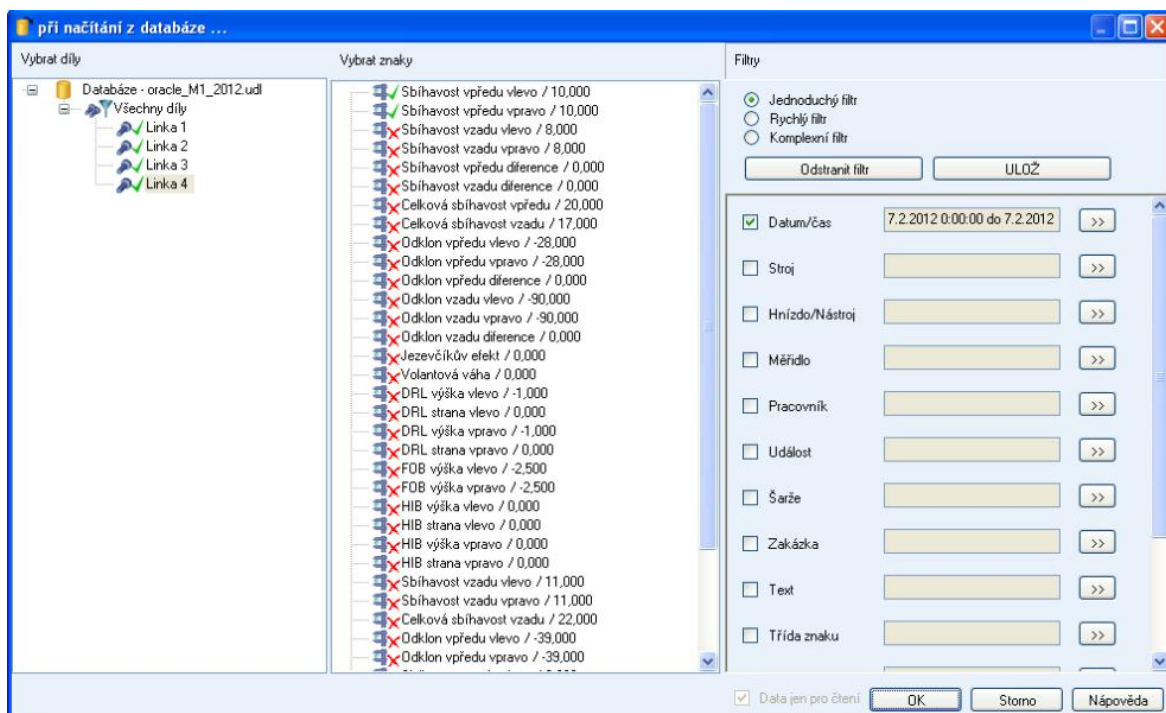 při načítání z databáze ...
Vybrat díly
Databáze - oracle_M1_2012.udl
Všechny díly
Linka 1
Linka 2
Linka 3
Linka 4
Vybrat znaky
Sbíhavost vpředu vlevo / 10,000
Sbíhavost vpředu vpravo / 10,000
Sbíhavost vzadu vlevo / 8,000
Sbíhavost vzadu vpravo / 8,000
Sbíhavost vpředu diference / 0,000
Sbíhavost vzadu diference / 0,000
Celková sbíhavost vpředu / 20,000
Celková sbíhavost vzadu / 17,000
Odklon vpředu vlevo / -28,000
Odklon vpředu vpravo / -28,000
Odklon vpředu diference / 0,000
Odklon vzadu vlevo / -90,000
Odklon vzadu vpravo / -90,000
Odklon vzadu diference / 0,000
Jezevčíkův efekt / 0,000
Volantová váha / 0,000
DRL výška vlevo / -1,000
DRL strana vlevo / 0,000
DRL výška vpravo / -1,000
DRL strana vpravo / 0,000
FOB výška vlevo / -2,500
FOB výška vpravo / -2,500
HIB výška vlevo / 0,000
HIB strana vlevo / 0,000
HIB výška vpravo / 0,000
HIB strana vpravo / 0,000
Sbíhavost vzadu vlevo / 11,000
Sbíhavost vzadu vpravo / 11,000
Celková sbíhavost vzadu / 22,000
Odklon vpředu vlevo / -39,000
Odklon vpředu vpravo / -39,000
Filtry
Jednoduchý filtr
Rychlý filtr
Komplexní filtr
Odstranit filtr
ULOŽ
Datum/čas 7.2.2012 0:00:00 do 7.2.2012 >>
Stroj >>
Hnízdo/Nástroj >>
Měřidlo >>
Pracovník >>
Událost >>
Šarže >>
Zakázka >>
Text >>
Třída znaku >>
Data jen pro čtení OK Storno Nápověda